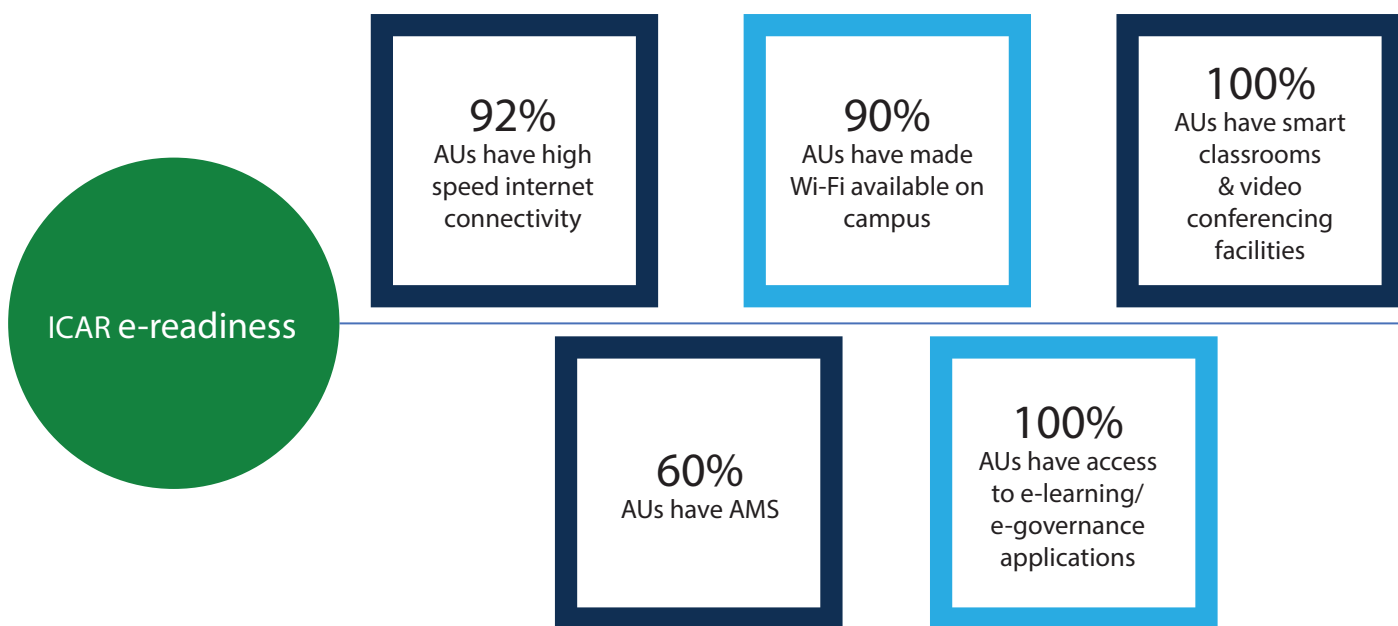 ICAR e-readiness
92%
AUs have high
speed internet
connectivity
90%
AUs have made
Wi-Fi available on
campus
100%
AUs have smart
classrooms
& video
conferencing
facilities
60%
AUs have AMS
100%
AUs have access
to e-learning/
e-governance
applications